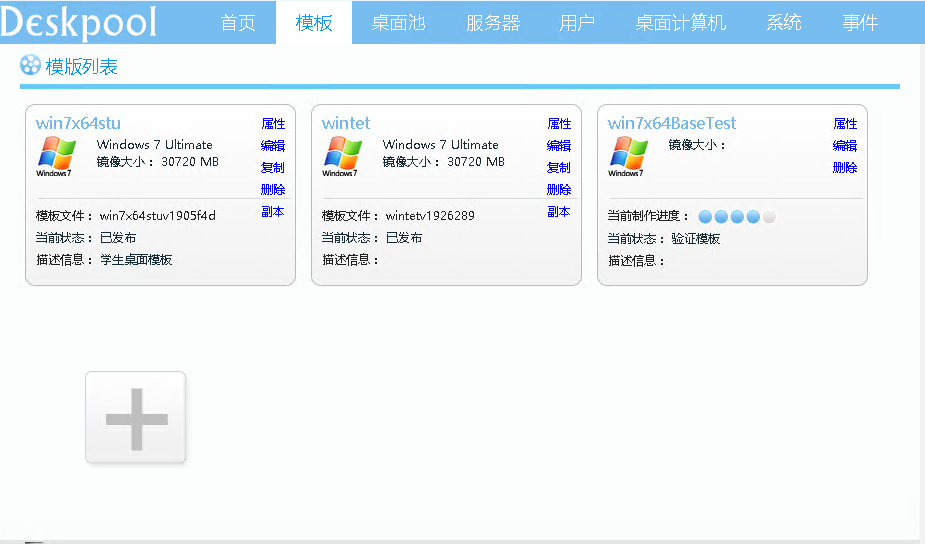 Deskpool 首页 模板 桌面池 服务器 用户 桌面计算机 系统 事件
模版列表
win7x64stu
属性
Windows 7 Ultimate
编辑
镜像大小： 30720 MB
复制
Windows 7
删除
模板文件： win7x64stuv1905f4d
副本
当前状态： 已发布
描述信息： 学生桌面模板
wintet
属性
Windows 7 Ultimate
编辑
镜像大小： 30720 MB
复制
Windows 7
删除
模板文件： wintetv1926289
副本
当前状态： 已发布
描述信息：
win7x64BaseTest
属性
镜像大小：
编辑
Windows 7
删除
当前制作进度：
当前状态： 验证模板
描述信息：